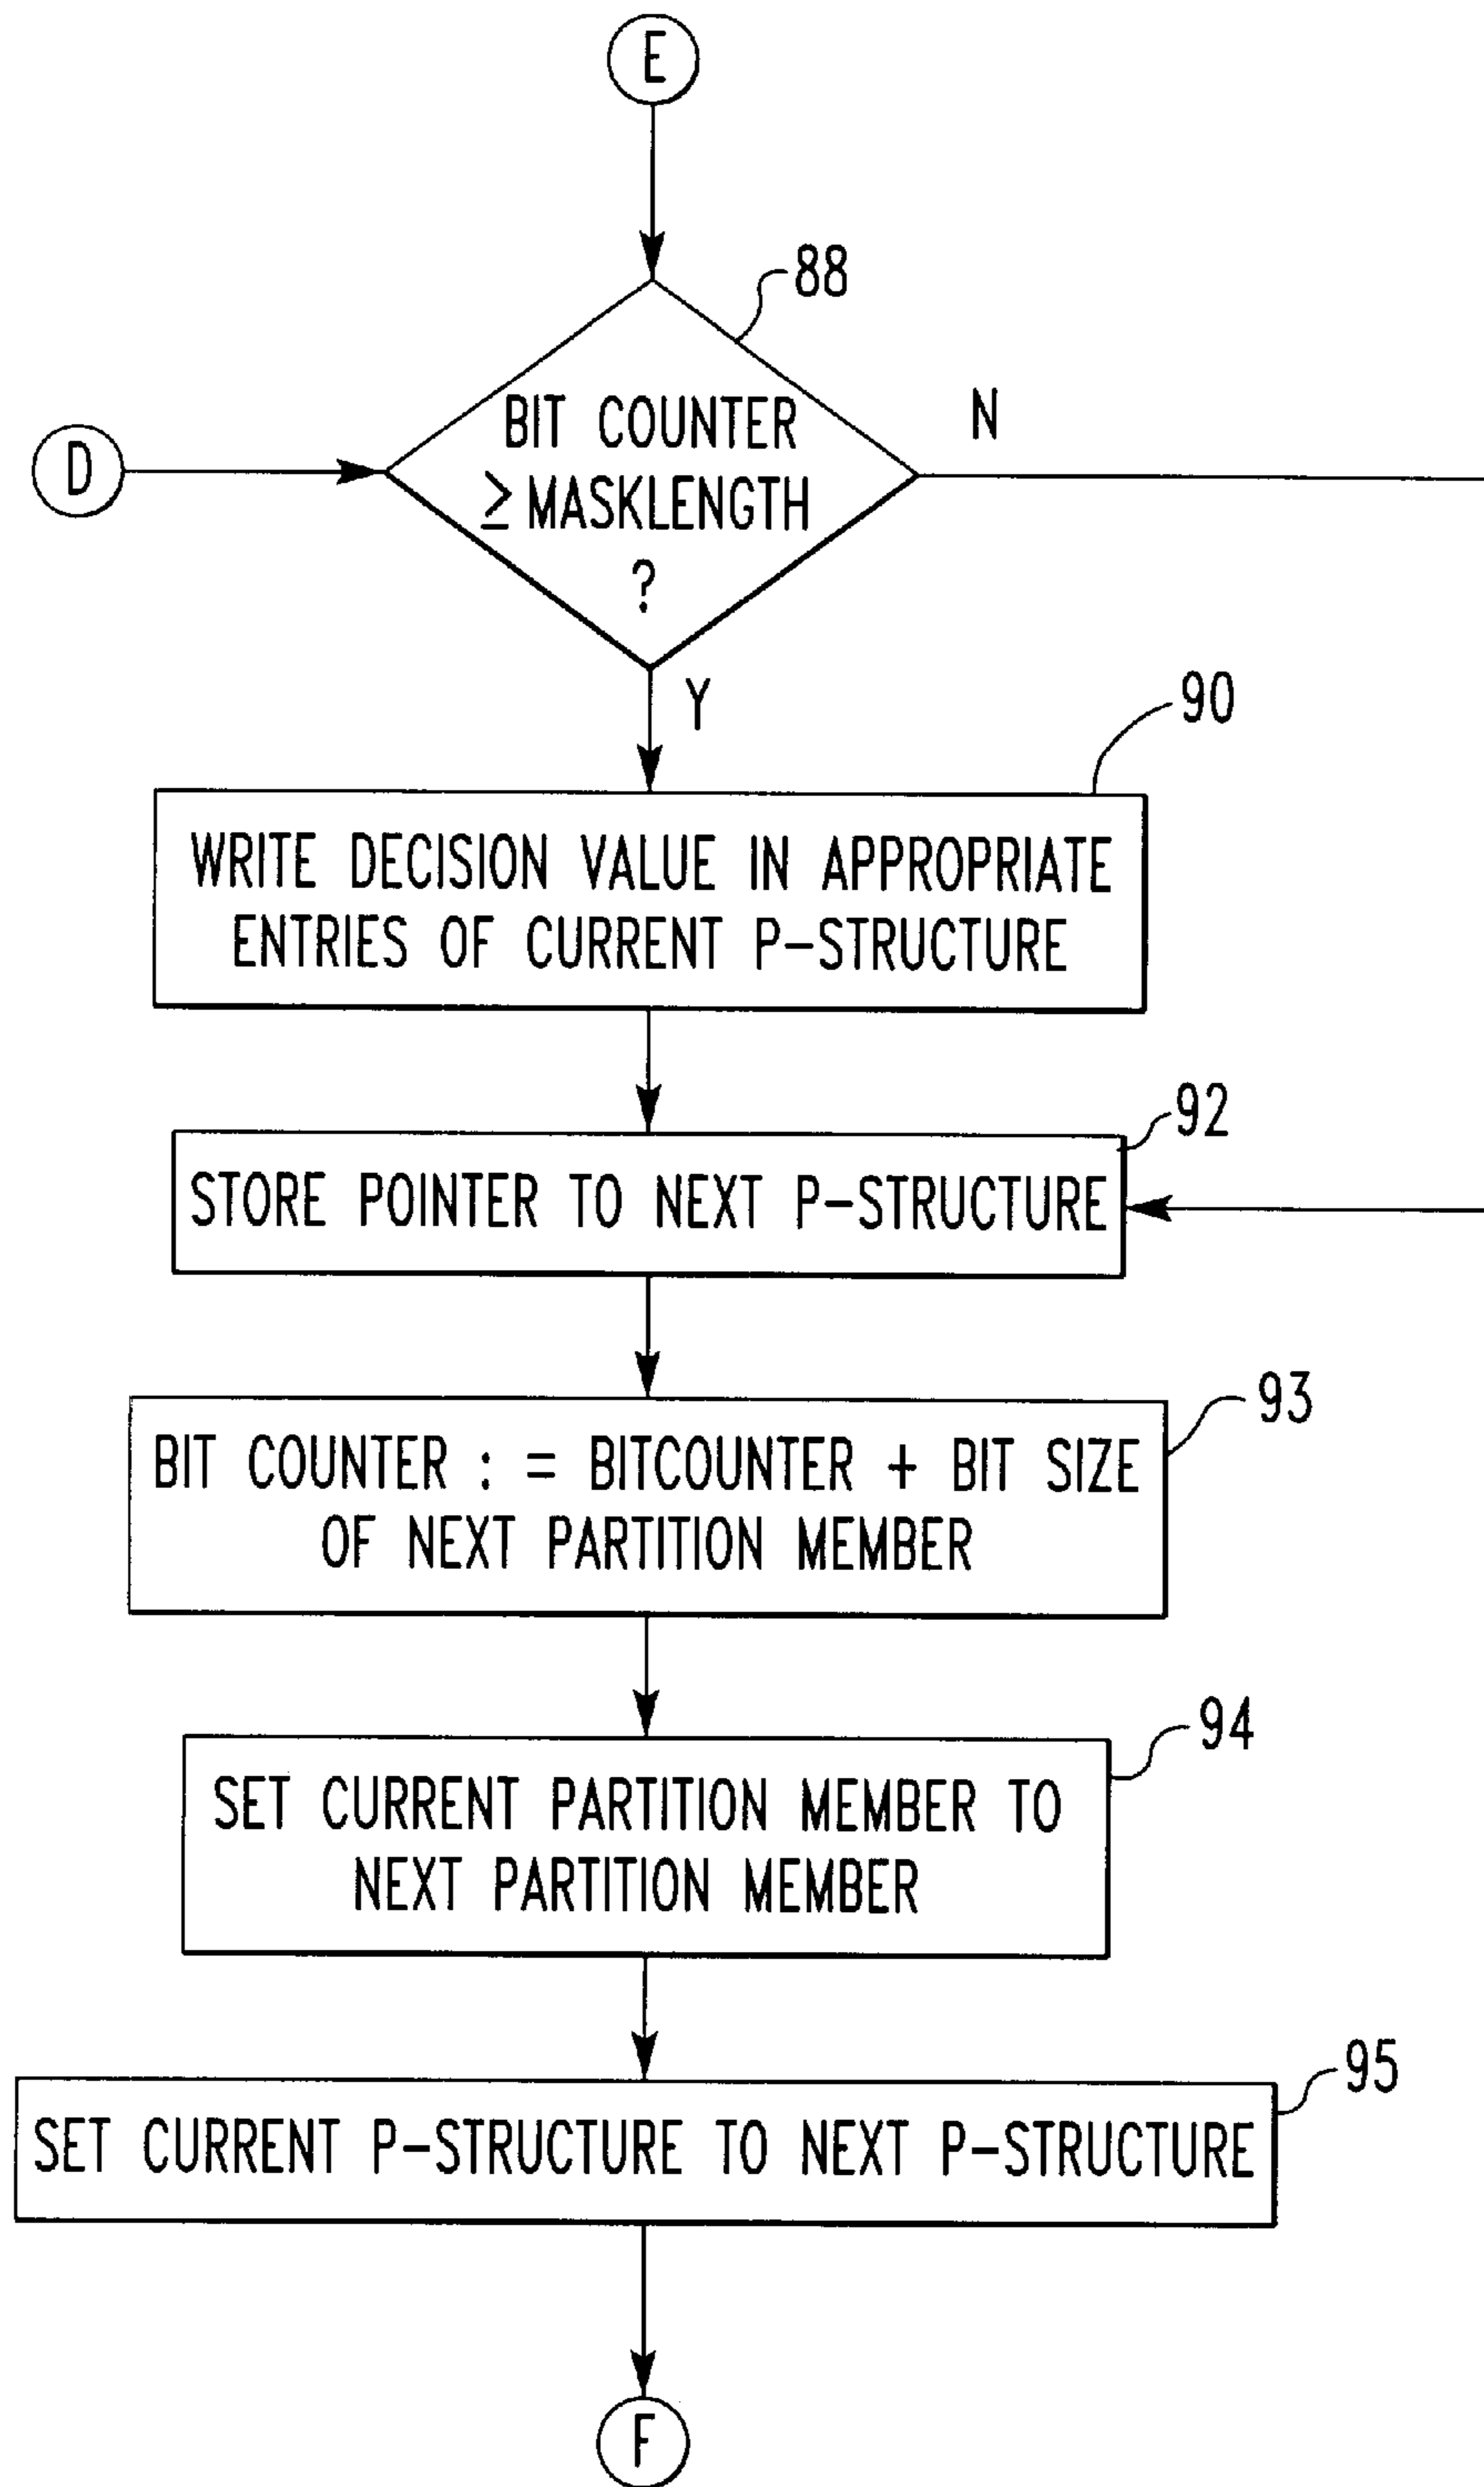 E
88
D
BIT COUNTER
≥ MASKLENGTH
?
N
Y
90
WRITE DECISION VALUE IN APPROPRIATE
ENTRIES OF CURRENT P-STRUCTURE
92
STORE POINTER TO NEXT P-STRUCTURE
93
BIT COUNTER : = BITCOUNTER + BIT SIZE
OF NEXT PARTITION MEMBER
94
SET CURRENT PARTITION MEMBER TO
NEXT PARTITION MEMBER
95
SET CURRENT P-STRUCTURE TO NEXT P-STRUCTURE
F